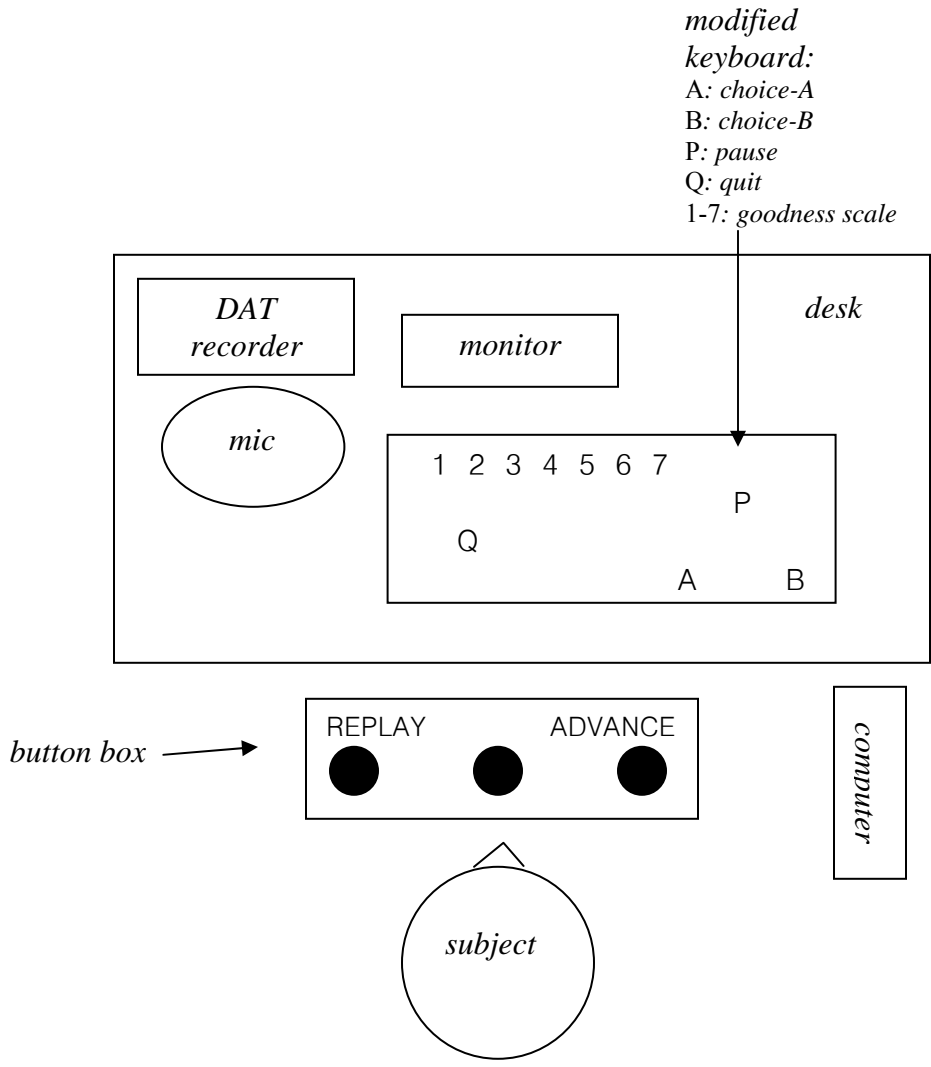 modified
keyboard:
A: choice-A
B: choice-B
P: pause
Q: quit
1-7: goodness scale
DAT
recorder
desk
monitor
mic
1 2 3 4 5 6 7
P
Q
A B
REPLAY ADVANCE
button box
computer
subject